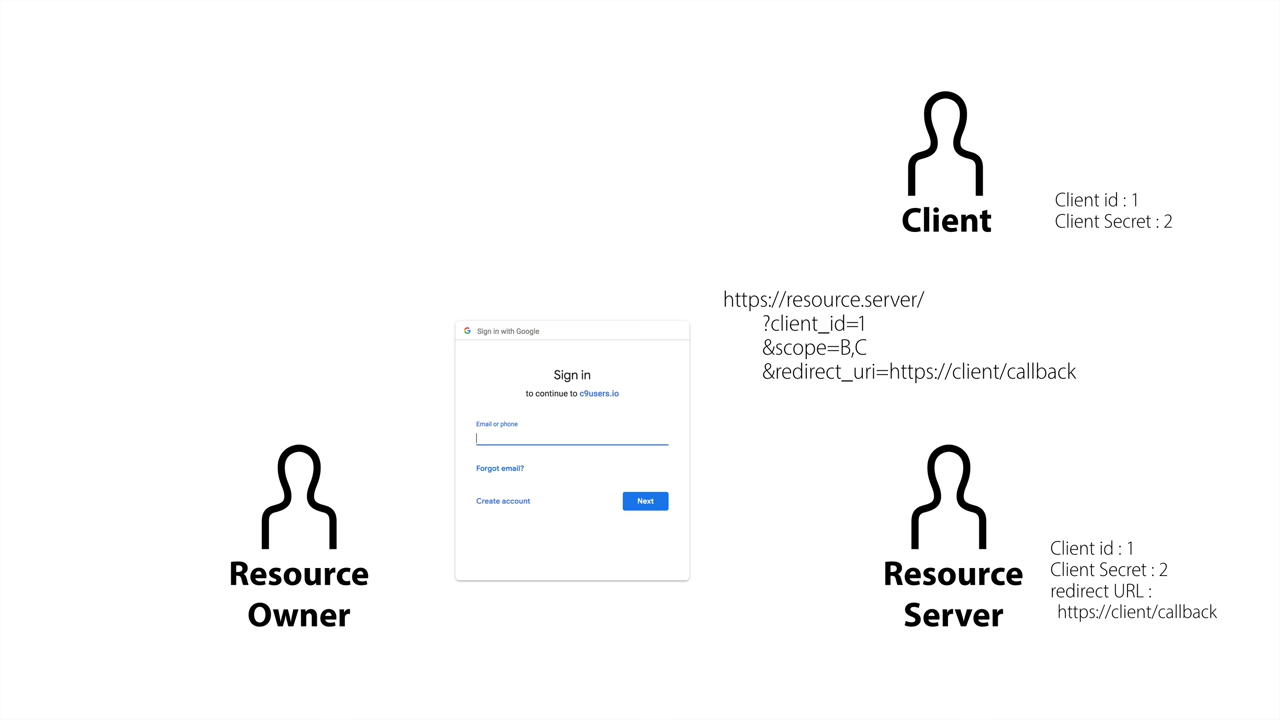 Client
Client id : 1
Client Secret : 2
https://resource.server/
?client_id=1
&scope=B,C
&redirect_uri=https://client/callback
Sign in with Google
Sign in
to continue to c9users.io
Email or phone
Forgot email?
Create account
Next
Resource
Owner
Resource
Server
Client id : 1
Client Secret : 2
redirect URL :
https://client/callback